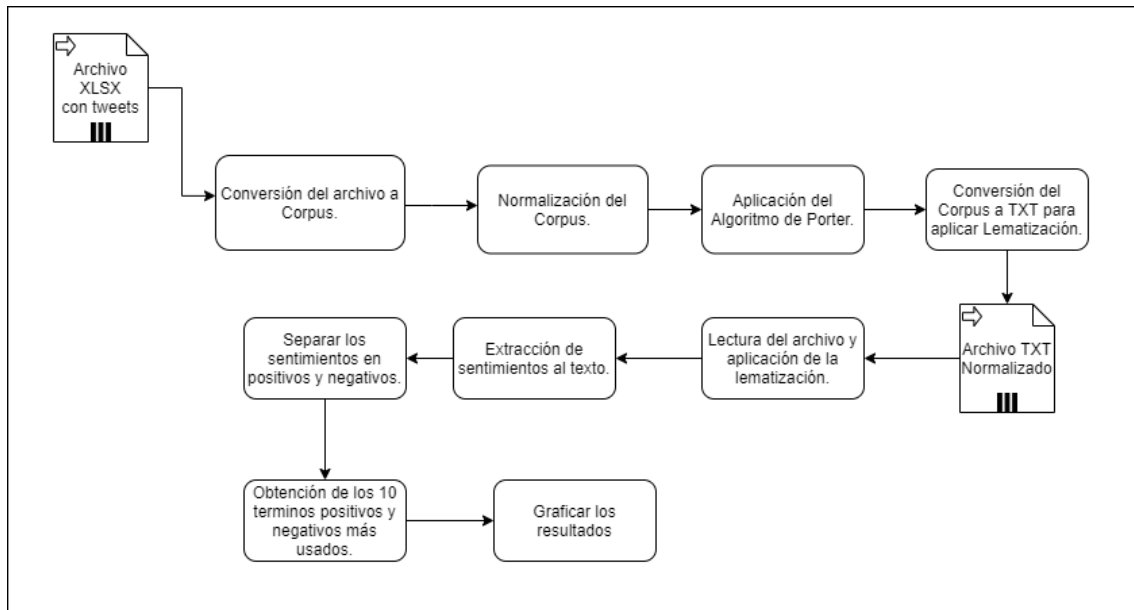 Archivo
XLSX
con tweets
Conversión del archivo a
Corpus.
Normalización del
Corpus.
Aplicación del
Algoritmo de Porter.
Conversión del
Corpus a TXT para
aplicar Lematización.
Archivo TXT
Normalizado
Lectura del archivo y
aplicación de la
lematización.
Extracción de
sentimientos al texto.
Separar los
sentimientos en
positivos y negativos.
Obtención de los 10
terminos positivos y
negativos más
usados.
Graficar los
resultados